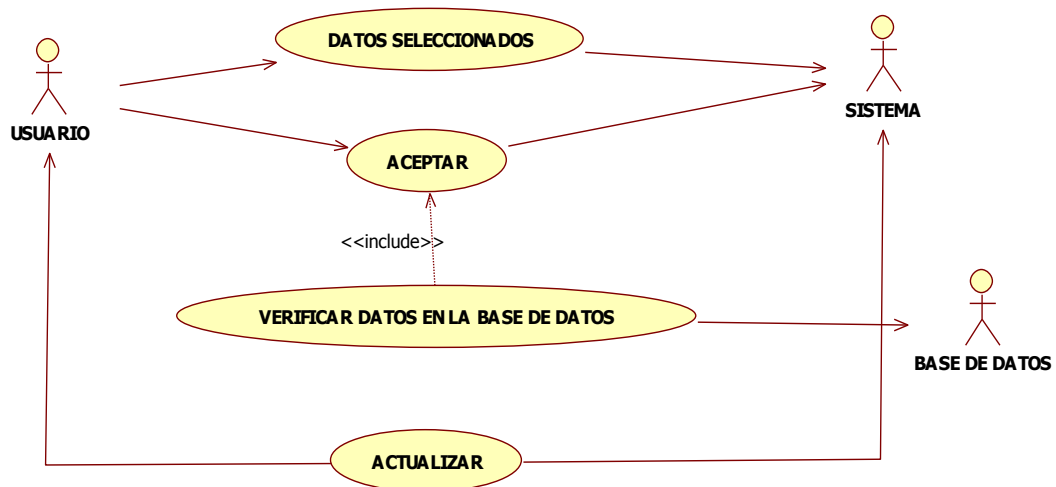 DATOS SELECCIONADOS
USUARIO
SISTEMA
ACEPTAR
<<include>>
VERIFICAR DATOS EN LA BASE DE DATOS
BASE DE DATOS
ACTUALIZAR